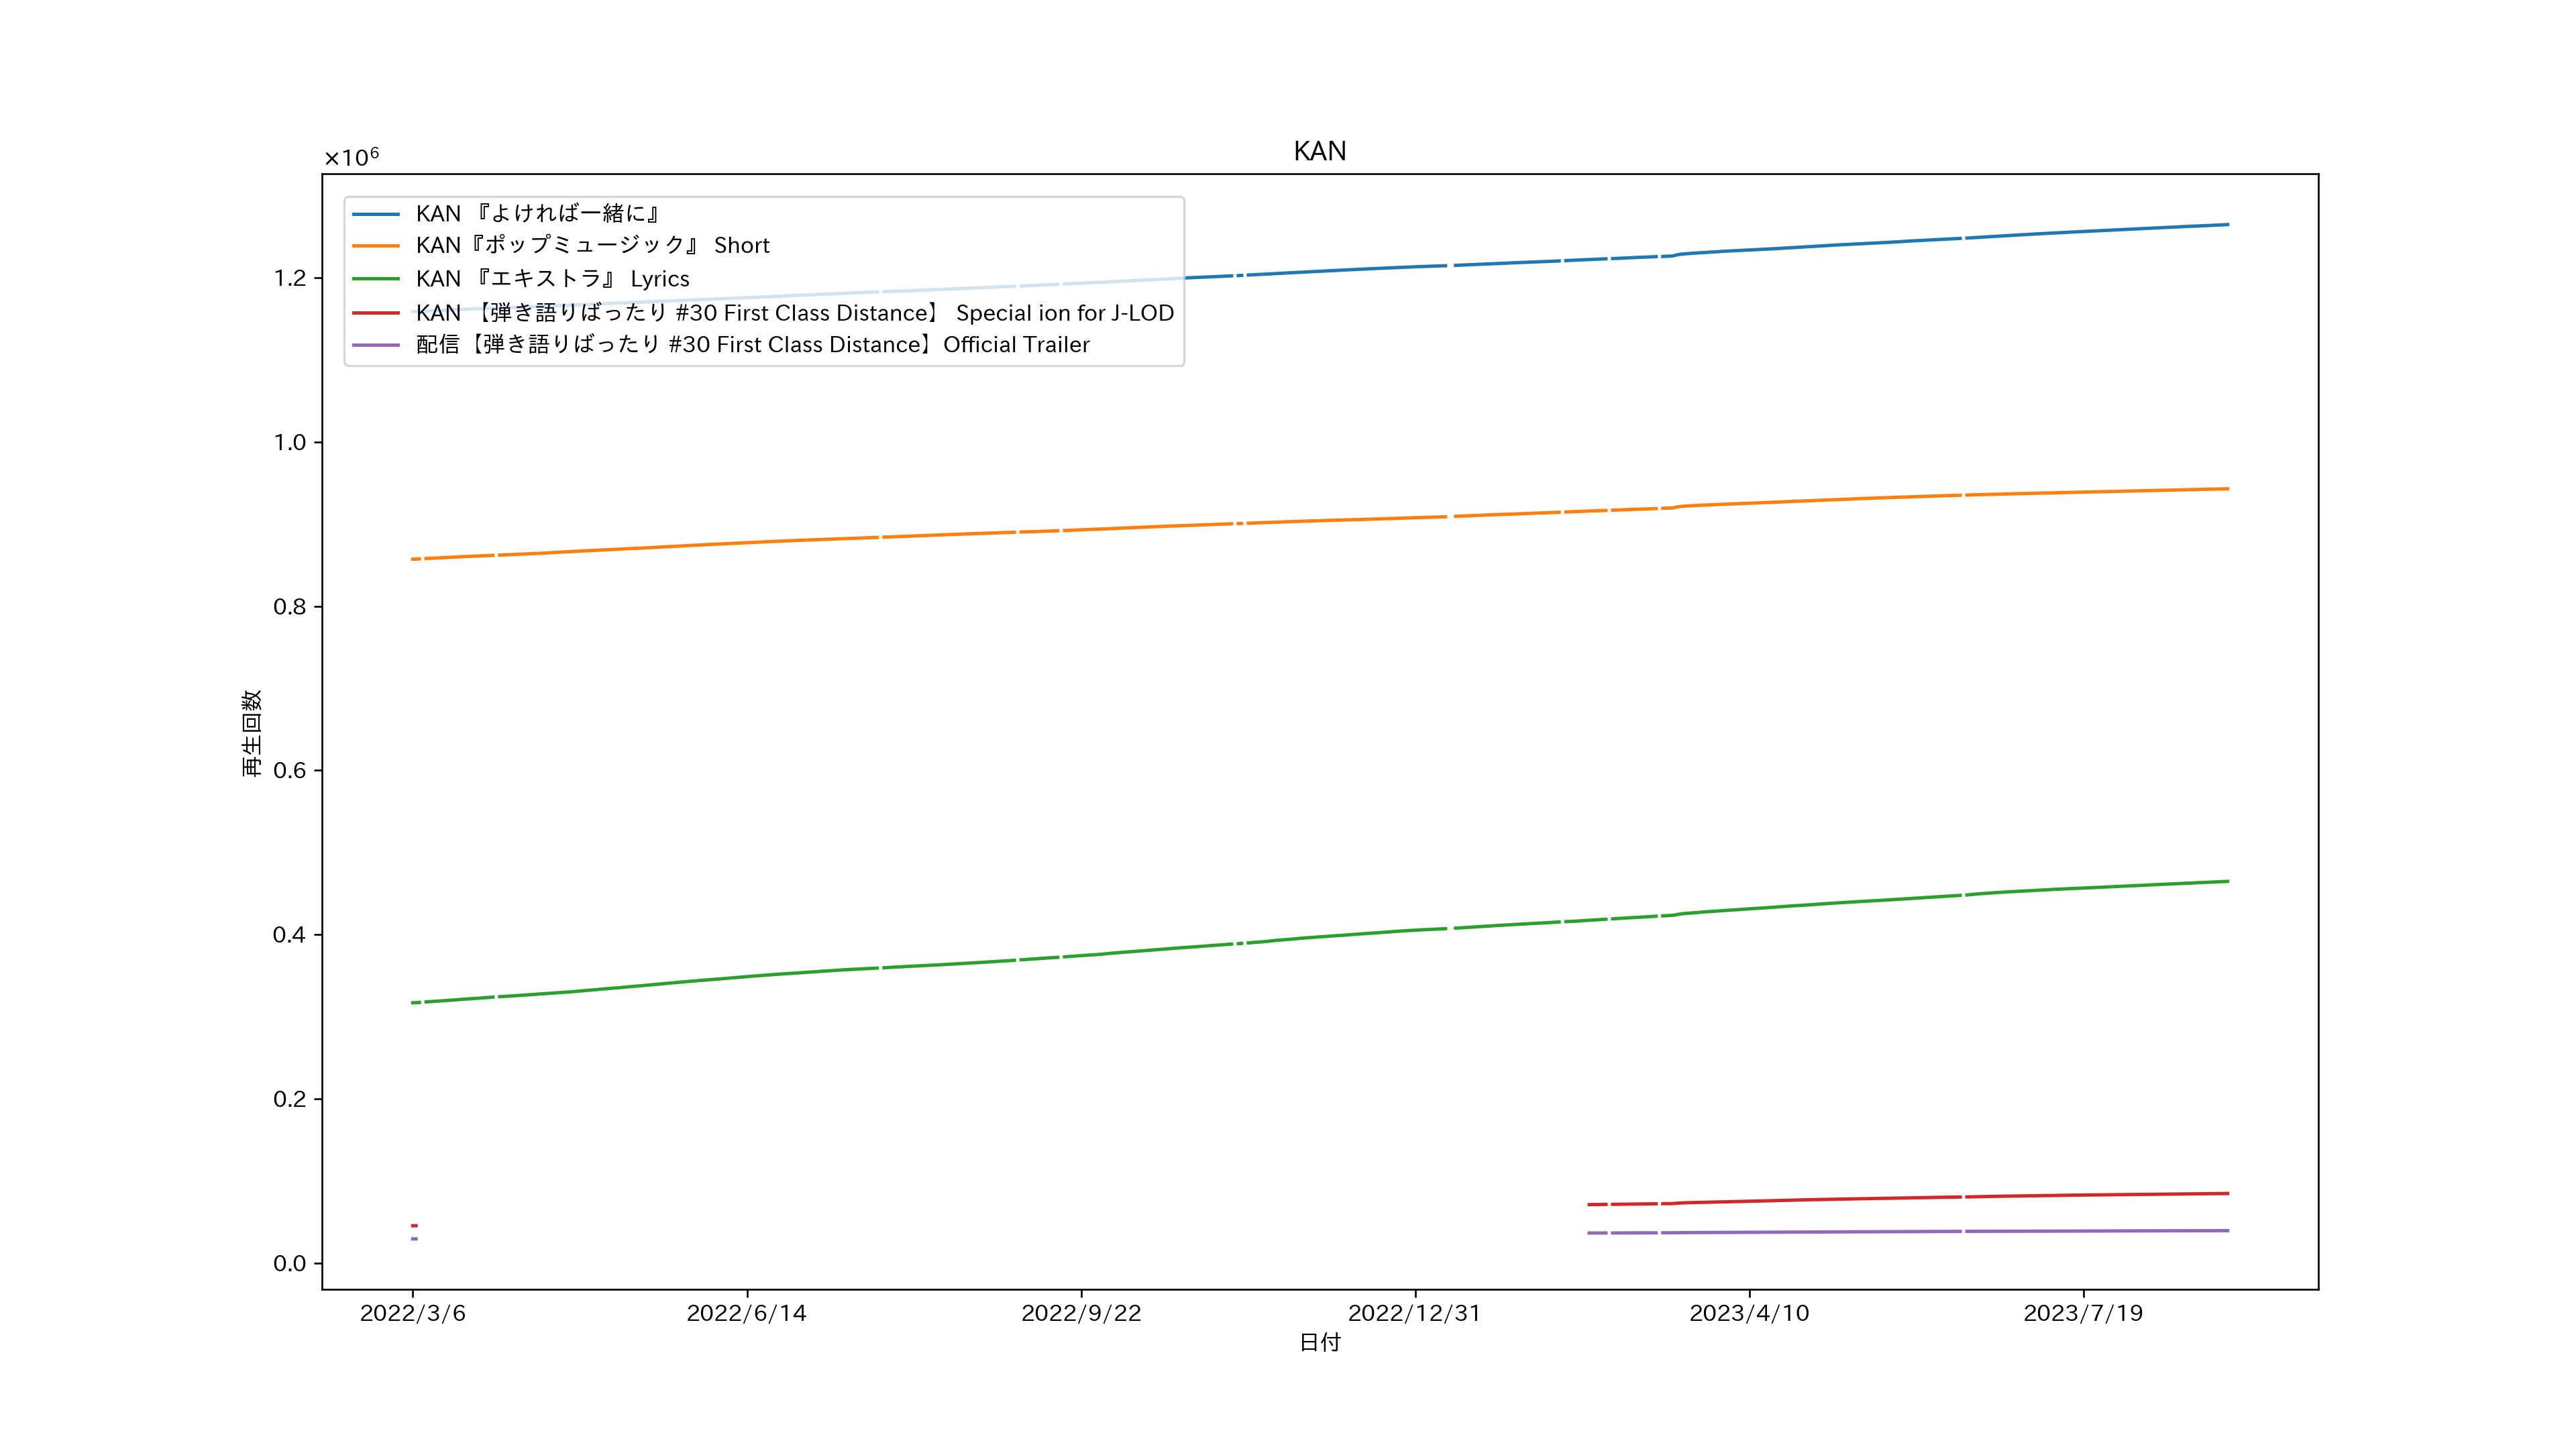 KAN
×10⁶
KAN 『よければ一緒に』
KAN『ポップミュージック』 Short
KAN 『エキストラ』 Lyrics
KAN 【弾き語りばったり #30 First Class Distance】 Special ion for J-LOD
配信【弾き語りばったり #30 First Class Distance】Official Trailer
1.2
1.0
0.8
0.6
0.4
0.2
0.0
再生回数
2022/3/6 2022/6/14 2022/9/22 2022/12/31 2023/4/10 2023/7/19
日付